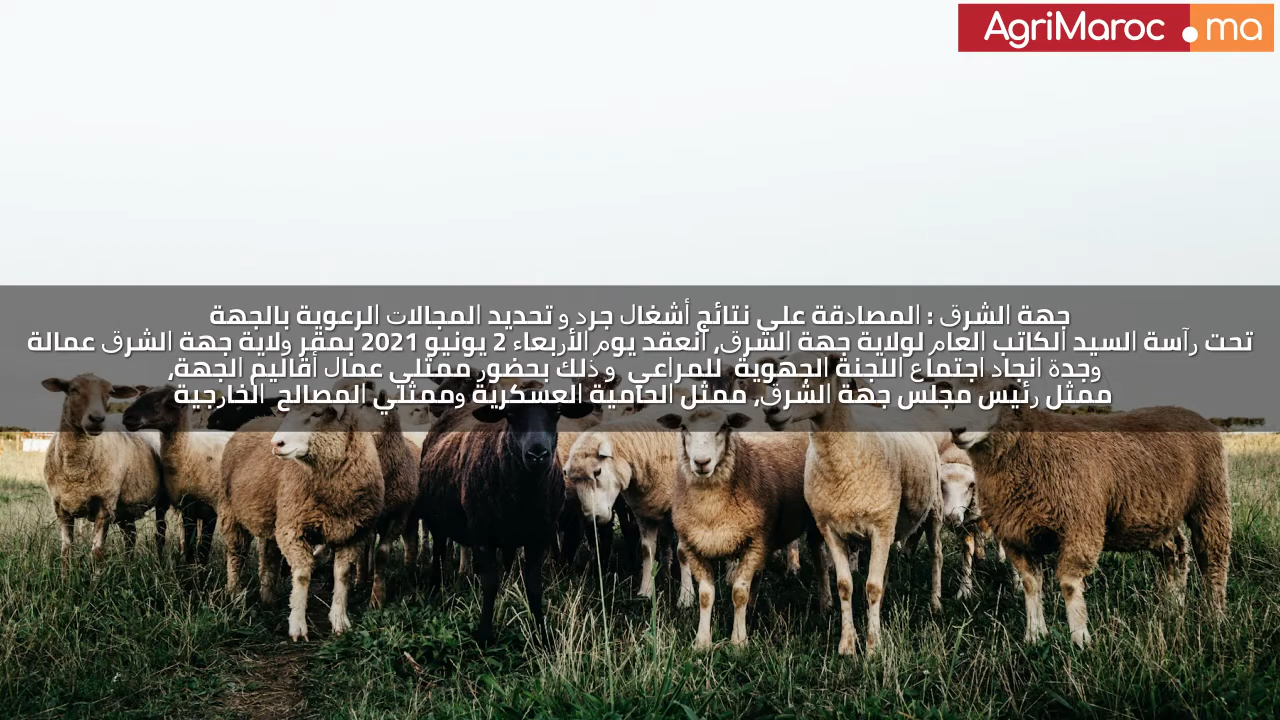 AgriMaroc.ma
جهة الشرق : المصادقة على نتائج أشغال جرد و تحديد المجالات الرعوية بالجهة
تحت رآسة السيد الكاتب العام لولاية جهة الشرق, انعقد يوم الأربعاء 2 يونيو 2021 بمقر ولاية جهة الشرق عمالة
وجدة انجاد اجتماع اللجنة الجهوية للمراعي و ذلك بحضور ممثلي عمال أقاليم الجهة,
ممثل رئيس مجلس جهة الشرق, ممثل الحامية العسكرية وممثلي المصالح الخارجية